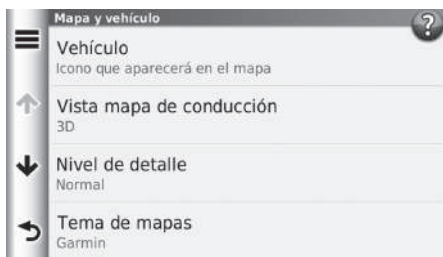 Mapa y vehículo
?
Vehículo
Icono que aparecerá en el mapa
Vista mapa de conducción
3D
Nivel de detalle
Normal
Tema de mapas
Garmin